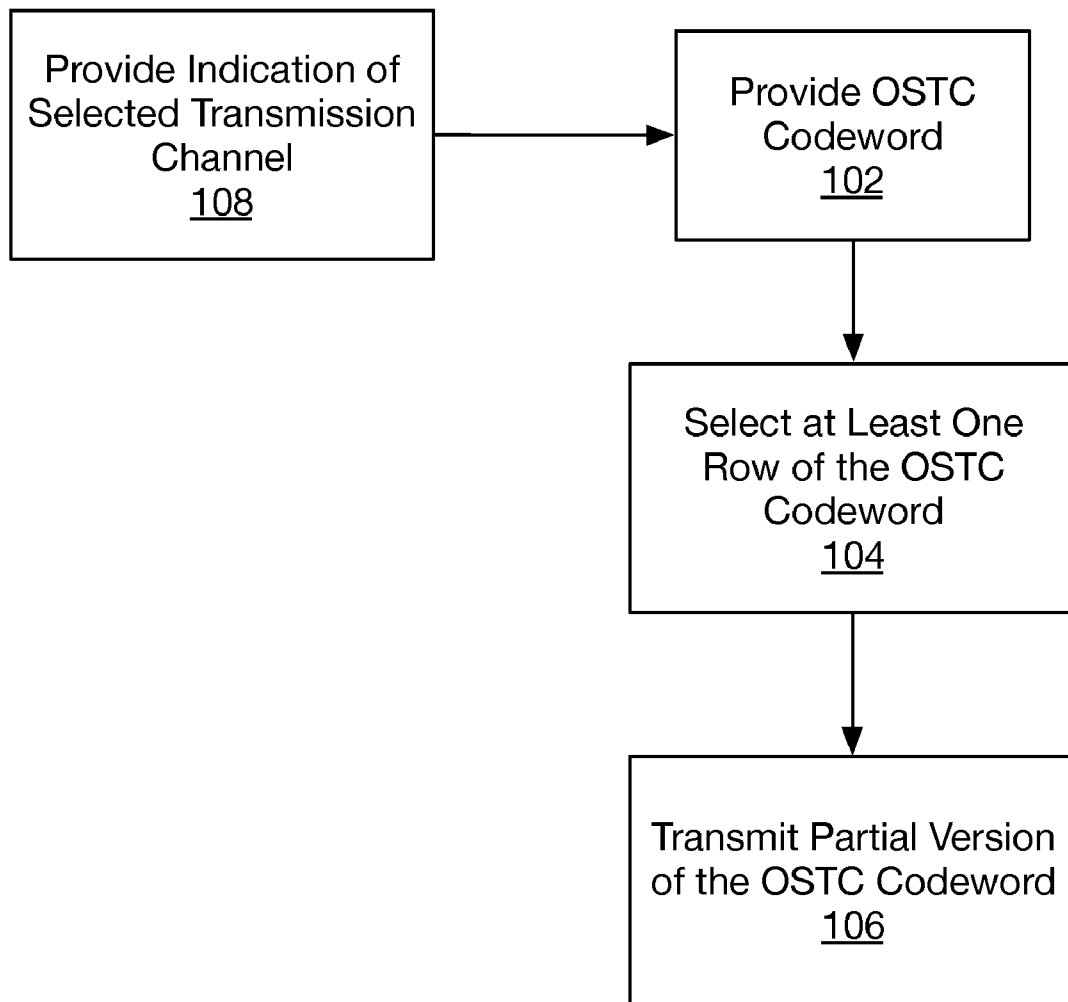 Provide Indication of
Selected Transmission
Channel
108
Provide OSTC
Codeword
102
Select at Least One
Row of the OSTC
Codeword
104
Transmit Partial Version
of the OSTC Codeword
106